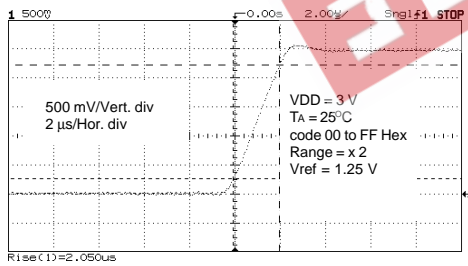 1 500mV 0.00s 2.00µ/ Sngl 1 STOP
500 mV/Vert. div
2 µs/Hor. div
VDD = 3 V
TA = 25°C
code 00 to FF Hex
Range = x 2
Vref = 1.25 V
Rise(1)=2.050us